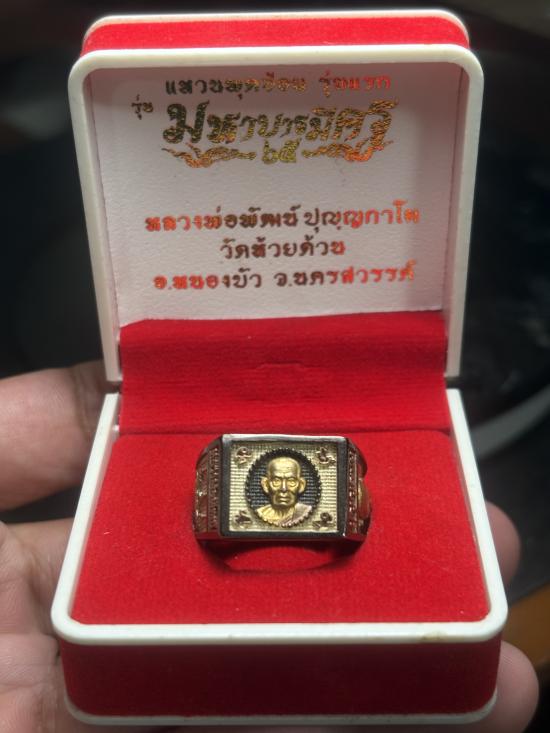 แหวนพุดซ้อน รุ่นแรก
รุ่น มหาบารมีศรี ๖๕
หลวงพ่อพัฒน์ ปุญฺญกาโม
วัดห้วยด้วน
อ.หนองบัว จ.นครสวรรค์